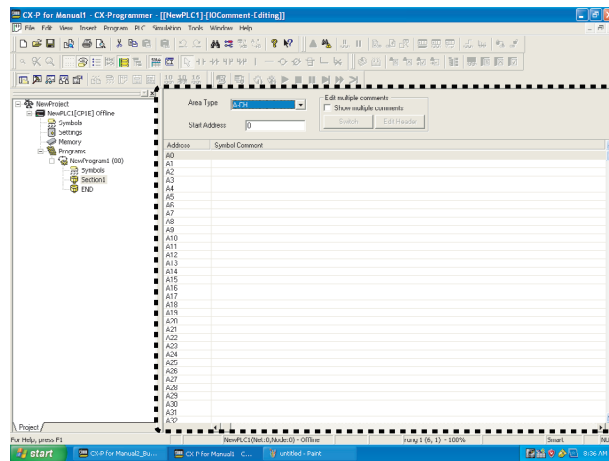 CX-P for Manual1 - CX-Programmer - [[NewPLC1]-[IOComment-Editing]]
File Edit View Insert Program PLC Simulation Tools Window Help
NewProject
NewPLC1[CP1E] Offline
Symbols
Settings
Memory
Programs
NewProgram1 (00)
Symbols
Section1
END
Project
Area Type
A-CH
Start Address
0
Edit multiple comments
Show multiple comments
Switch
Edit Header
Address Symbol Comment
A0
A1
A2
A3
A4
A5
A6
A7
A8
A9
A10
A11
A12
A13
A14
A15
A16
A17
A18
A19
A20
A21
A22
A23
A24
A25
A26
A27
A28
A29
A30
A31
A32
For Help, press F1
NewPLC1(Net:0,Node:0) - Offline
rung 1 (6, 1) - 100%
Smart
start
CX-P for Manual2_Bu...
CX-P for Manual1 C...
untitled - Paint
9:36 AM